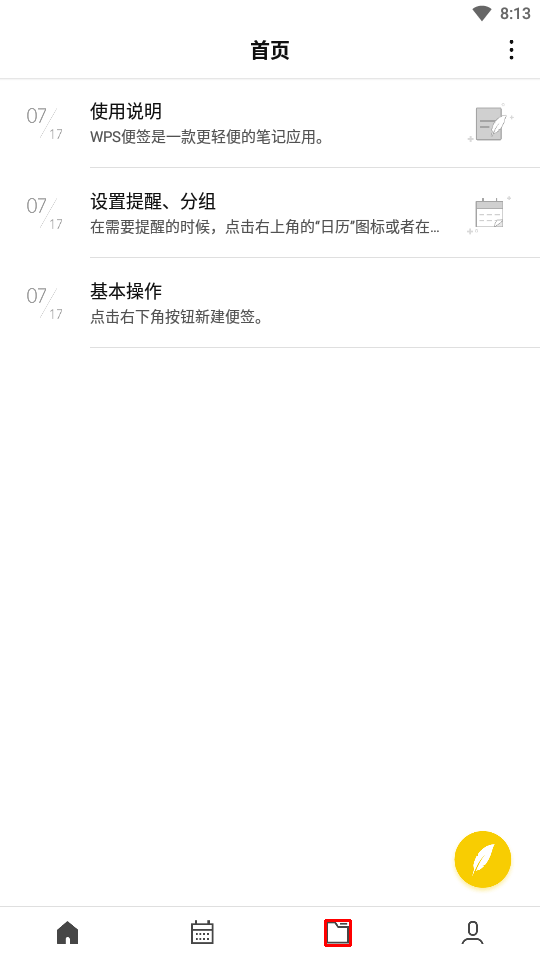 8:13
首页
07/17
使用说明
WPS便签是一款更轻便的笔记应用。
07/17
设置提醒、分组
在需要提醒的时候，点击右上角的“日历”图标或者在...
07/17
基本操作
点击右下角按钮新建便签。